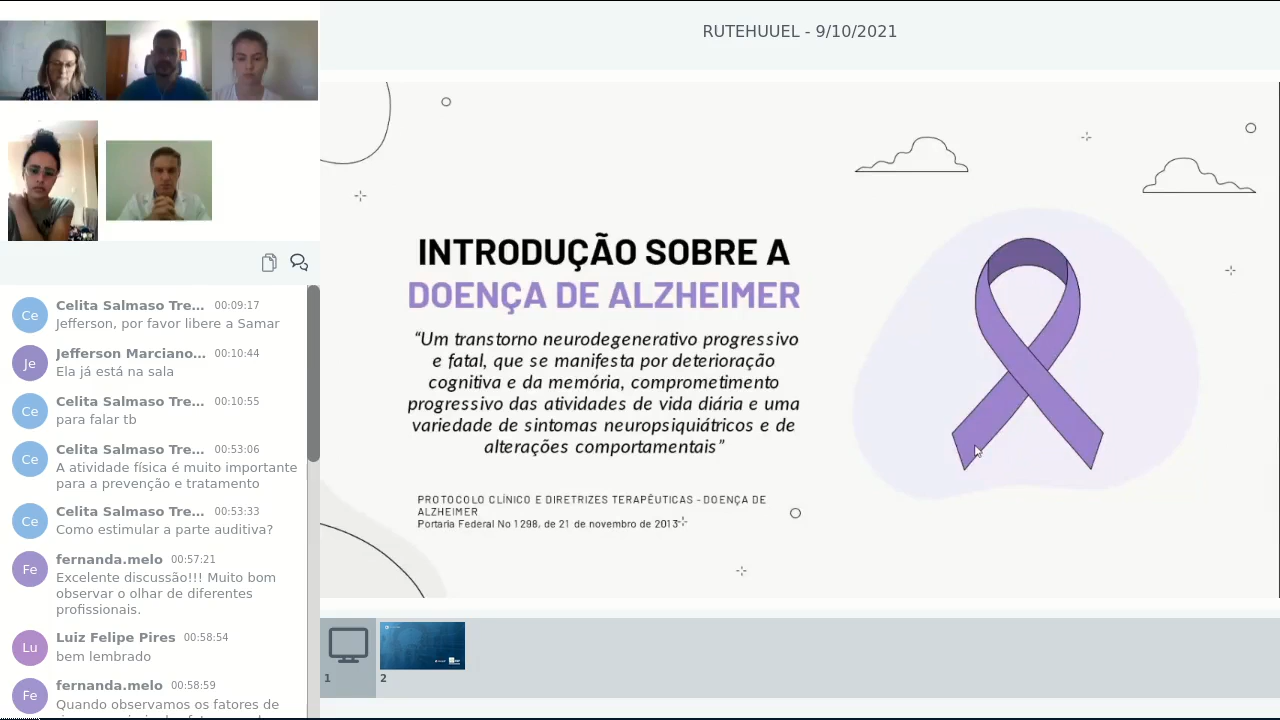 RUTEHUUEL - 9/10/2021
INTRODUÇÃO SOBRE A
DOENÇA DE ALZHEIMER
“Um transtorno neurodegenerativo progressivo
e fatal, que se manifesta por deterioração
cognitiva e da memória, comprometimento
progressivo das atividades de vida diária e uma
variedade de sintomas neuropsiquiátricos e de
alterações comportamentais”
PROTOCOLO CLÍNICO E DIRETRIZES TERAPÊUTICAS - DOENÇA DE
ALZHEIMER
Portaria Federal No 1298, de 21 de novembro de 2013
Ce
Celita Salmaso Tre... 00:09:17
Jefferson, por favor libere a Samar
Je
Jefferson Marciano... 00:10:44
Ela já está na sala
Ce
Celita Salmaso Tre... 00:10:55
para falar tb
Ce
Celita Salmaso Tre... 00:53:06
A atividade física é muito importante
para a prevenção e tratamento
Ce
Celita Salmaso Tre... 00:53:33
Como estimular a parte auditiva?
Fe
fernanda.melo 00:57:21
Excelente discussão!!! Muito bom
observar o olhar de diferentes
profissionais.
Lu
Luiz Felipe Pires 00:58:54
bem lembrado
Fe
fernanda.melo 00:58:59
Quando observamos os fatores de
1
2